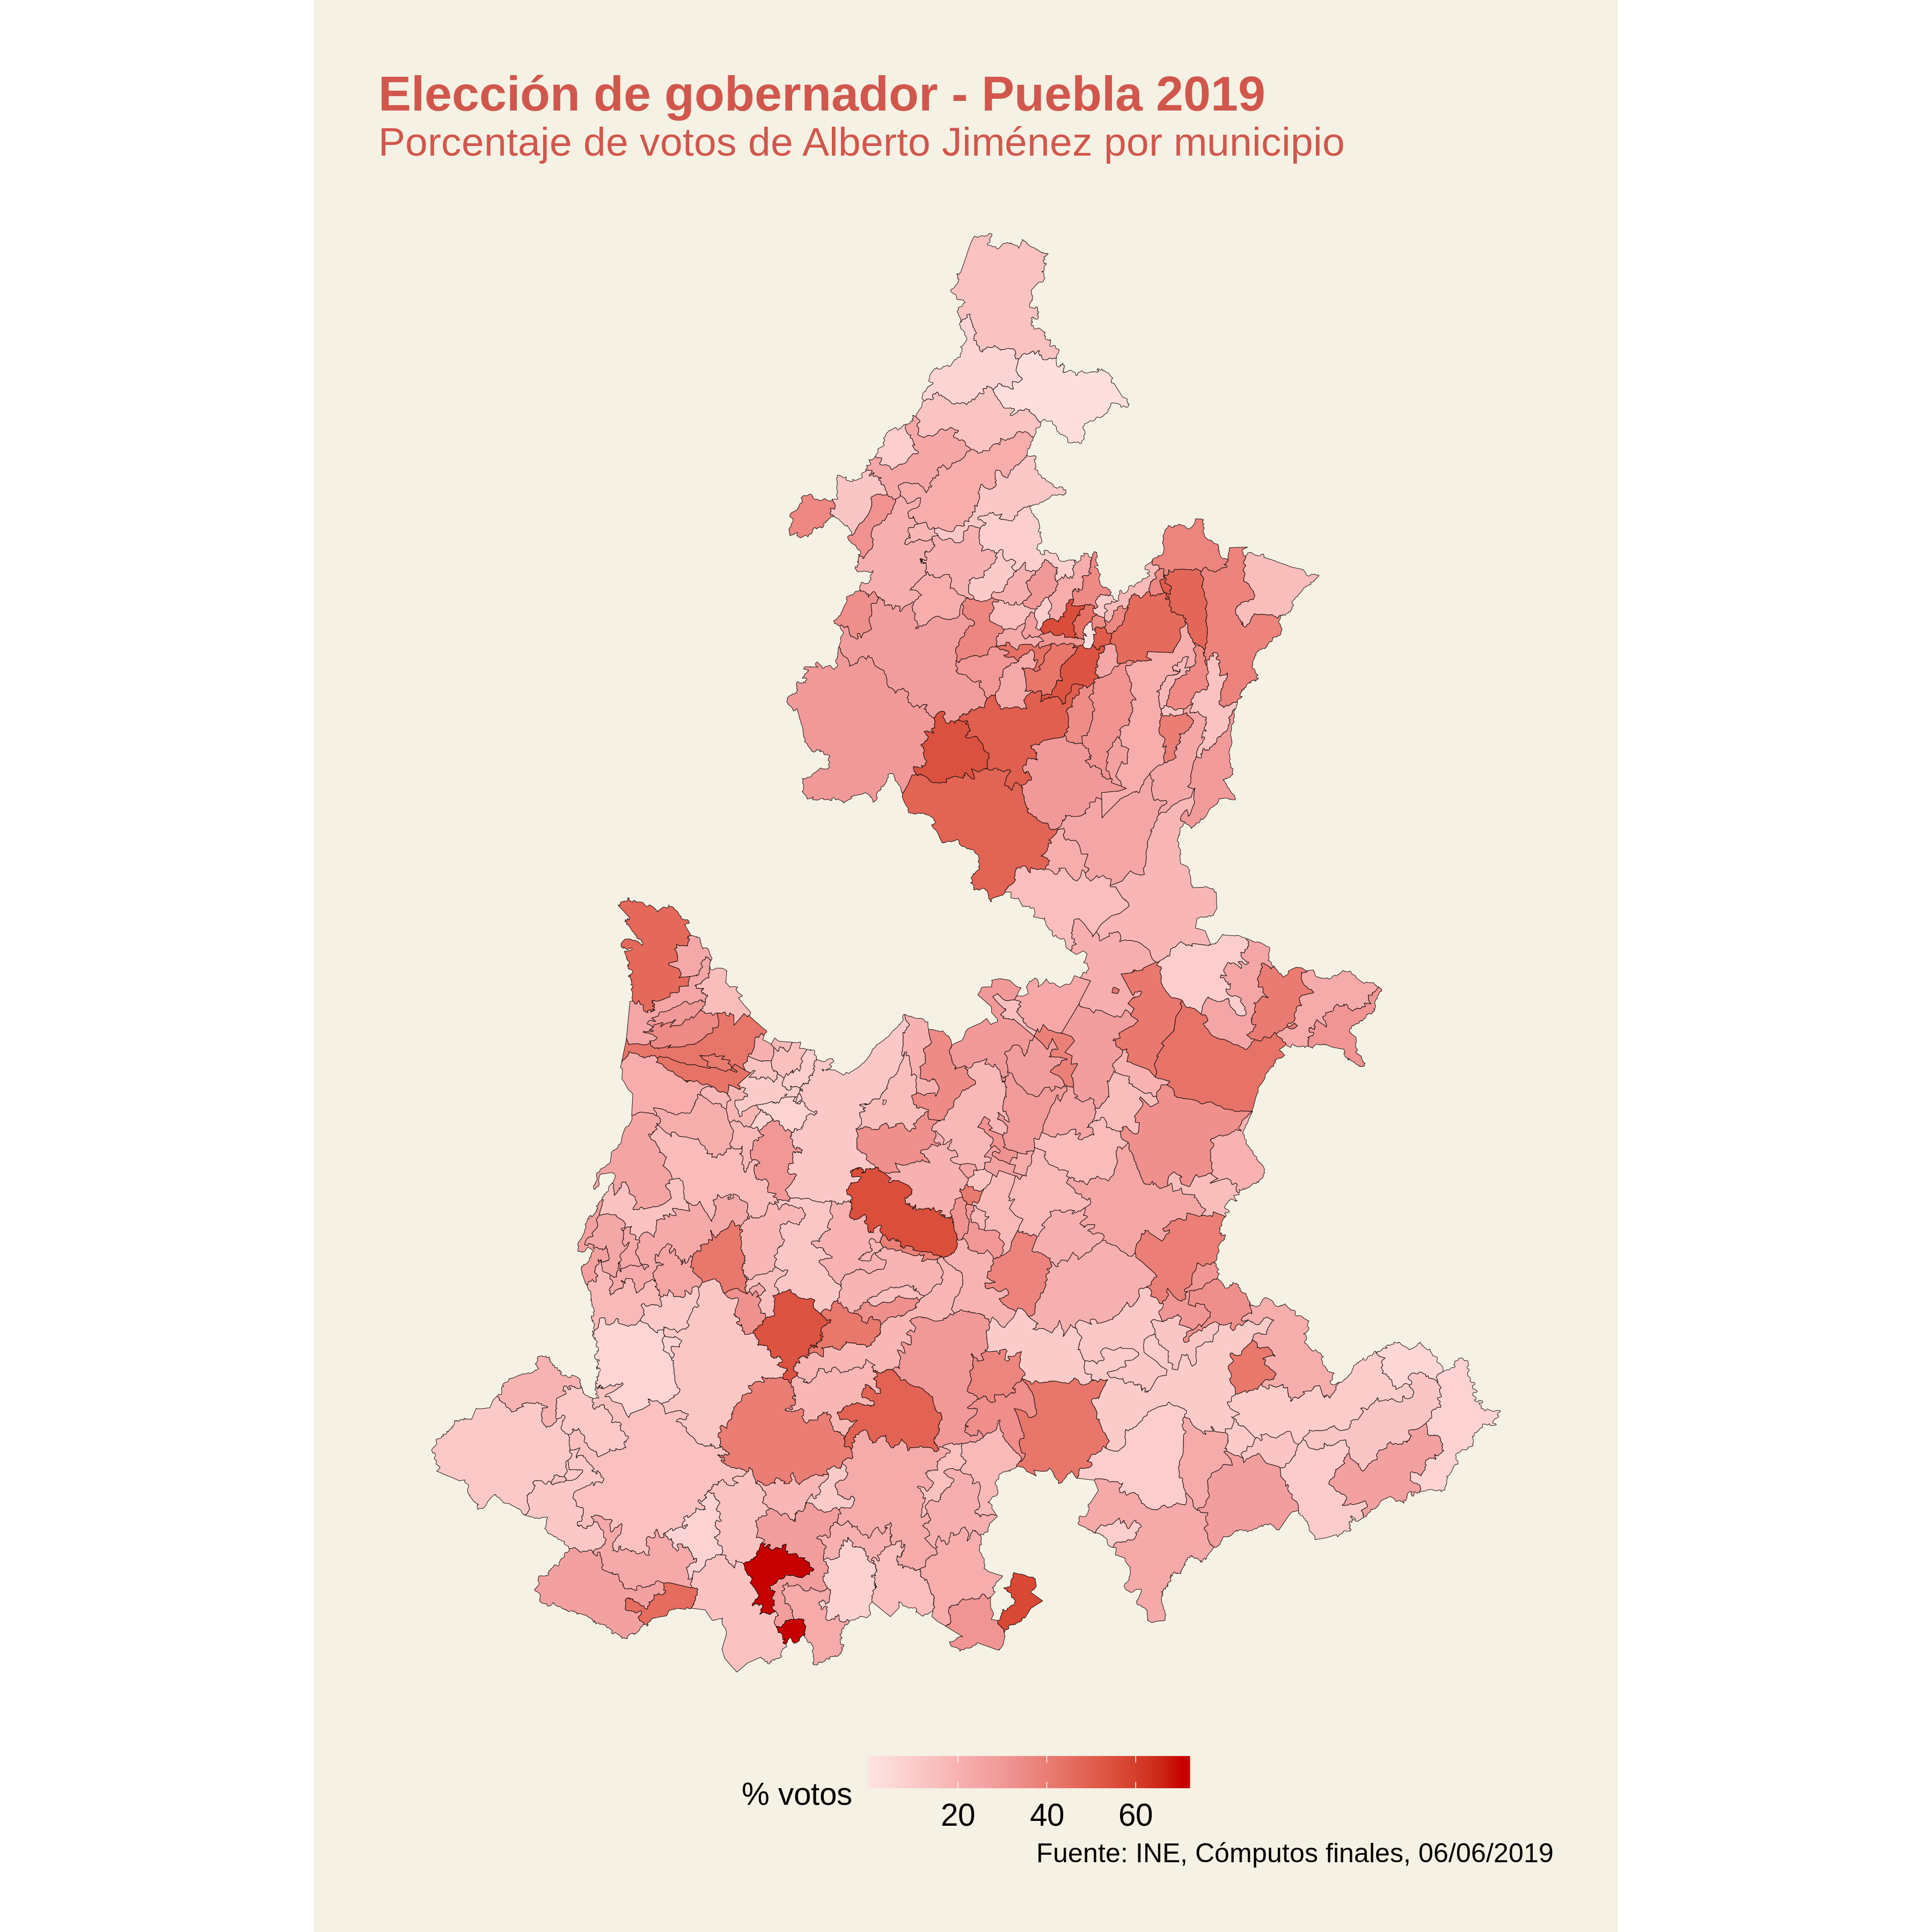 Elección de gobernador - Puebla 2019
Porcentaje de votos de Alberto Jiménez por municipio
% votos
20 40 60
Fuente: INE, Cómputos finales, 06/06/2019